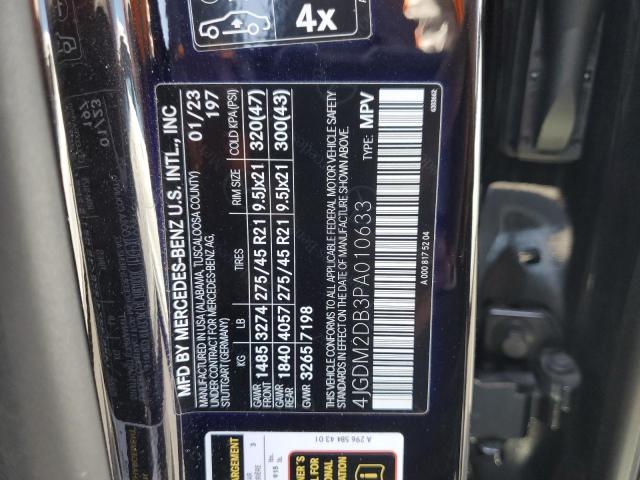 4x
MFD BY MERCEDES-BENZ U.S. INTL., INC
MANUFACTURED IN USA (ALABAMA, TUSCALOOSA COUNTY)
UNDER CONTRACT FOR MERCEDES-BENZ AG,
STUTTGART (GERMANY)
01/23
197
KG LB TIRES RIM SIZE COLD KPA (PSI)
GAWR FRONT 1485 3274 275/45 R21 9.5Jx21 320(47)
GAWR REAR 1840 4057 275/45 R21 9.5Jx21 300(43)
GVWR 3265 7198
THIS VEHICLE CONFORMS TO ALL APPLICABLE FEDERAL MOTOR VEHICLE SAFETY
STANDARDS IN EFFECT ON THE DATE OF MANUFACTURE SHOWN ABOVE.
4JGDM2DB3PA010633 TYPE: MPV
A 000 817 52 04
A 296 584 43 01